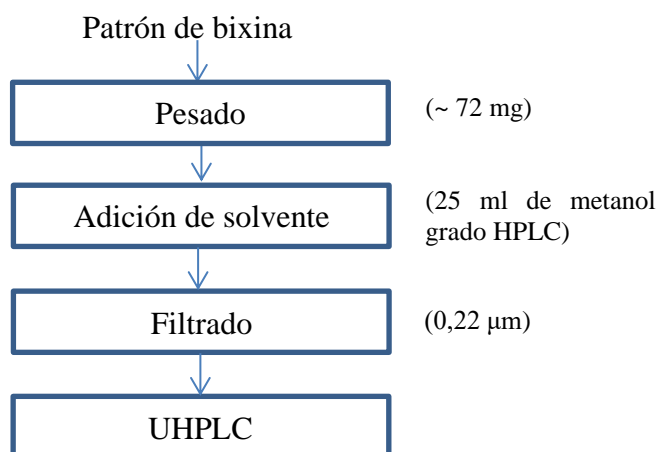 Patrón de bixina
Pesado
(~ 72 mg)
Adición de solvente
(25 ml de metanol
grado HPLC)
Filtrado
(0,22 μm)
UHPLC